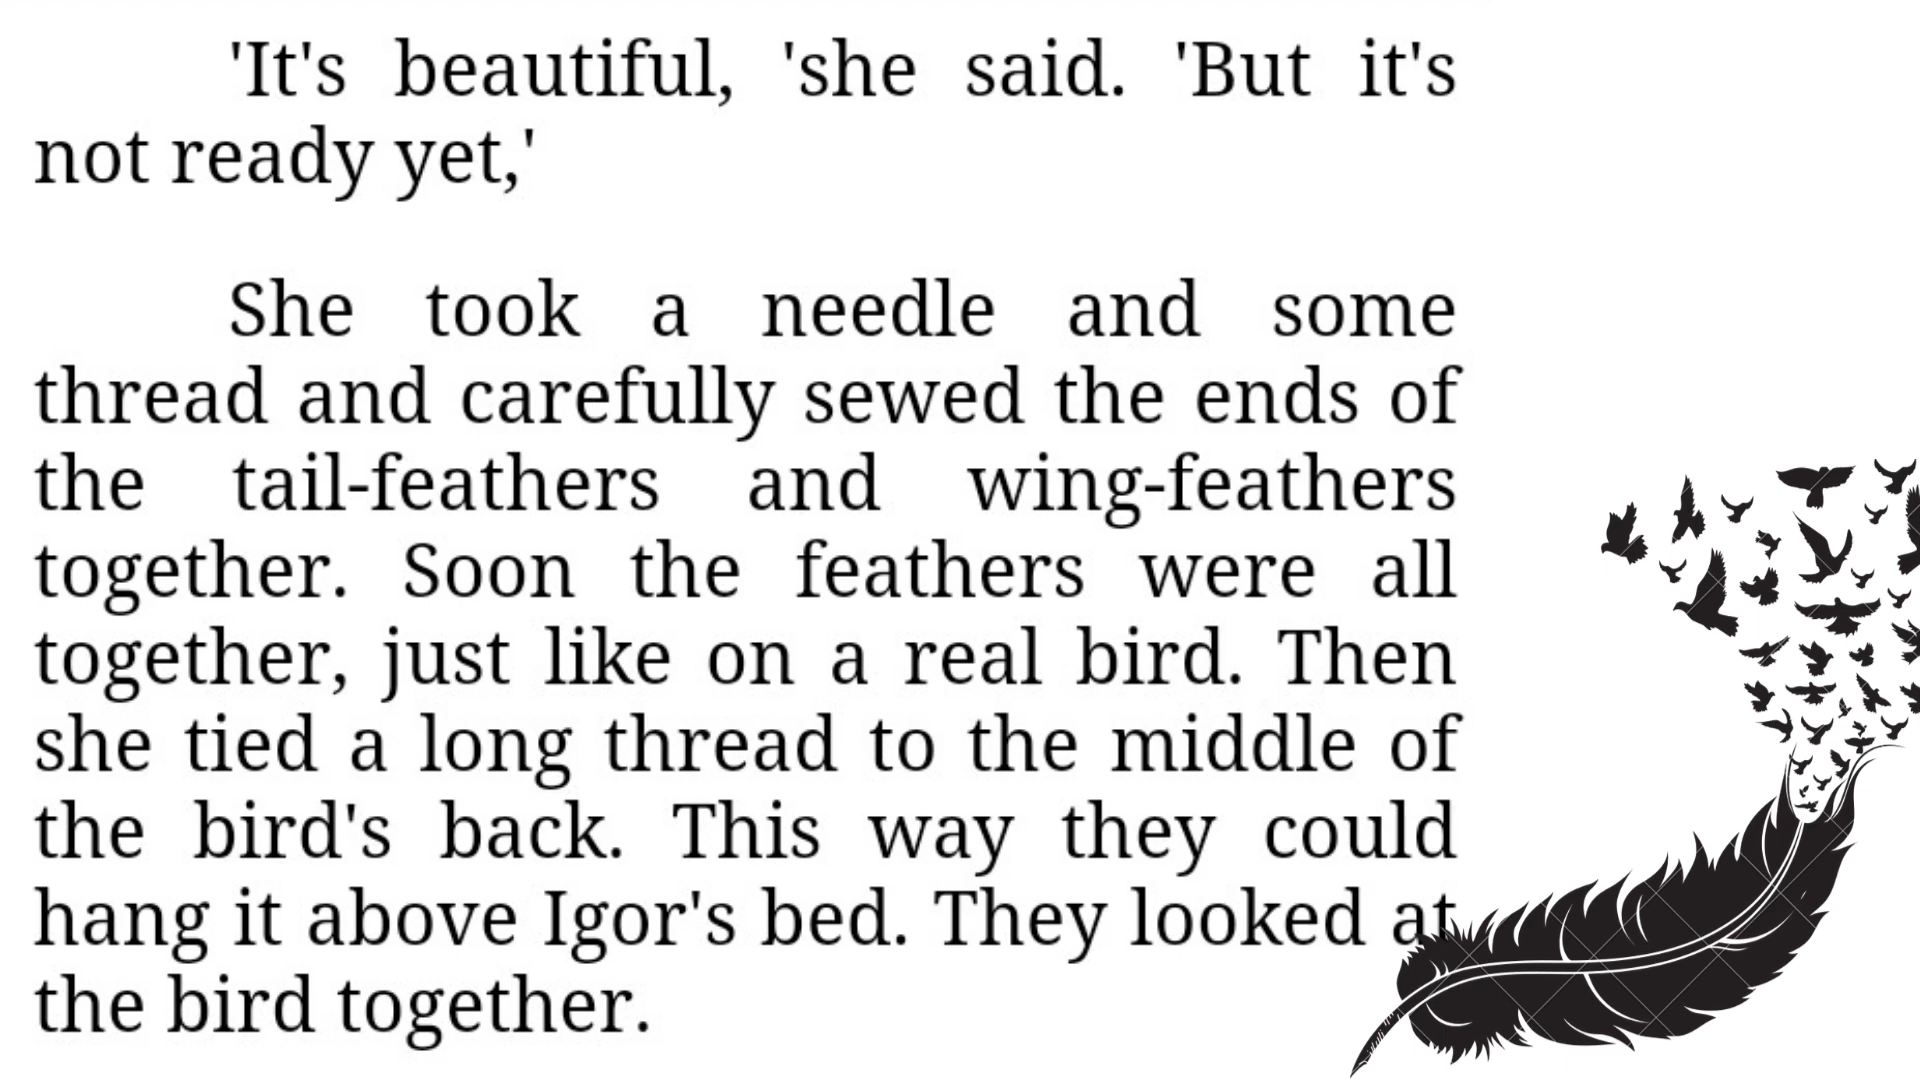 'It's beautiful, 'she said. 'But it's
not ready yet,'
She took a needle and some
thread and carefully sewed the ends of
the tail-feathers and wing-feathers
together. Soon the feathers were all
together, just like on a real bird. Then
she tied a long thread to the middle of
the bird's back. This way they could
hang it above Igor's bed. They looked at
the bird together.